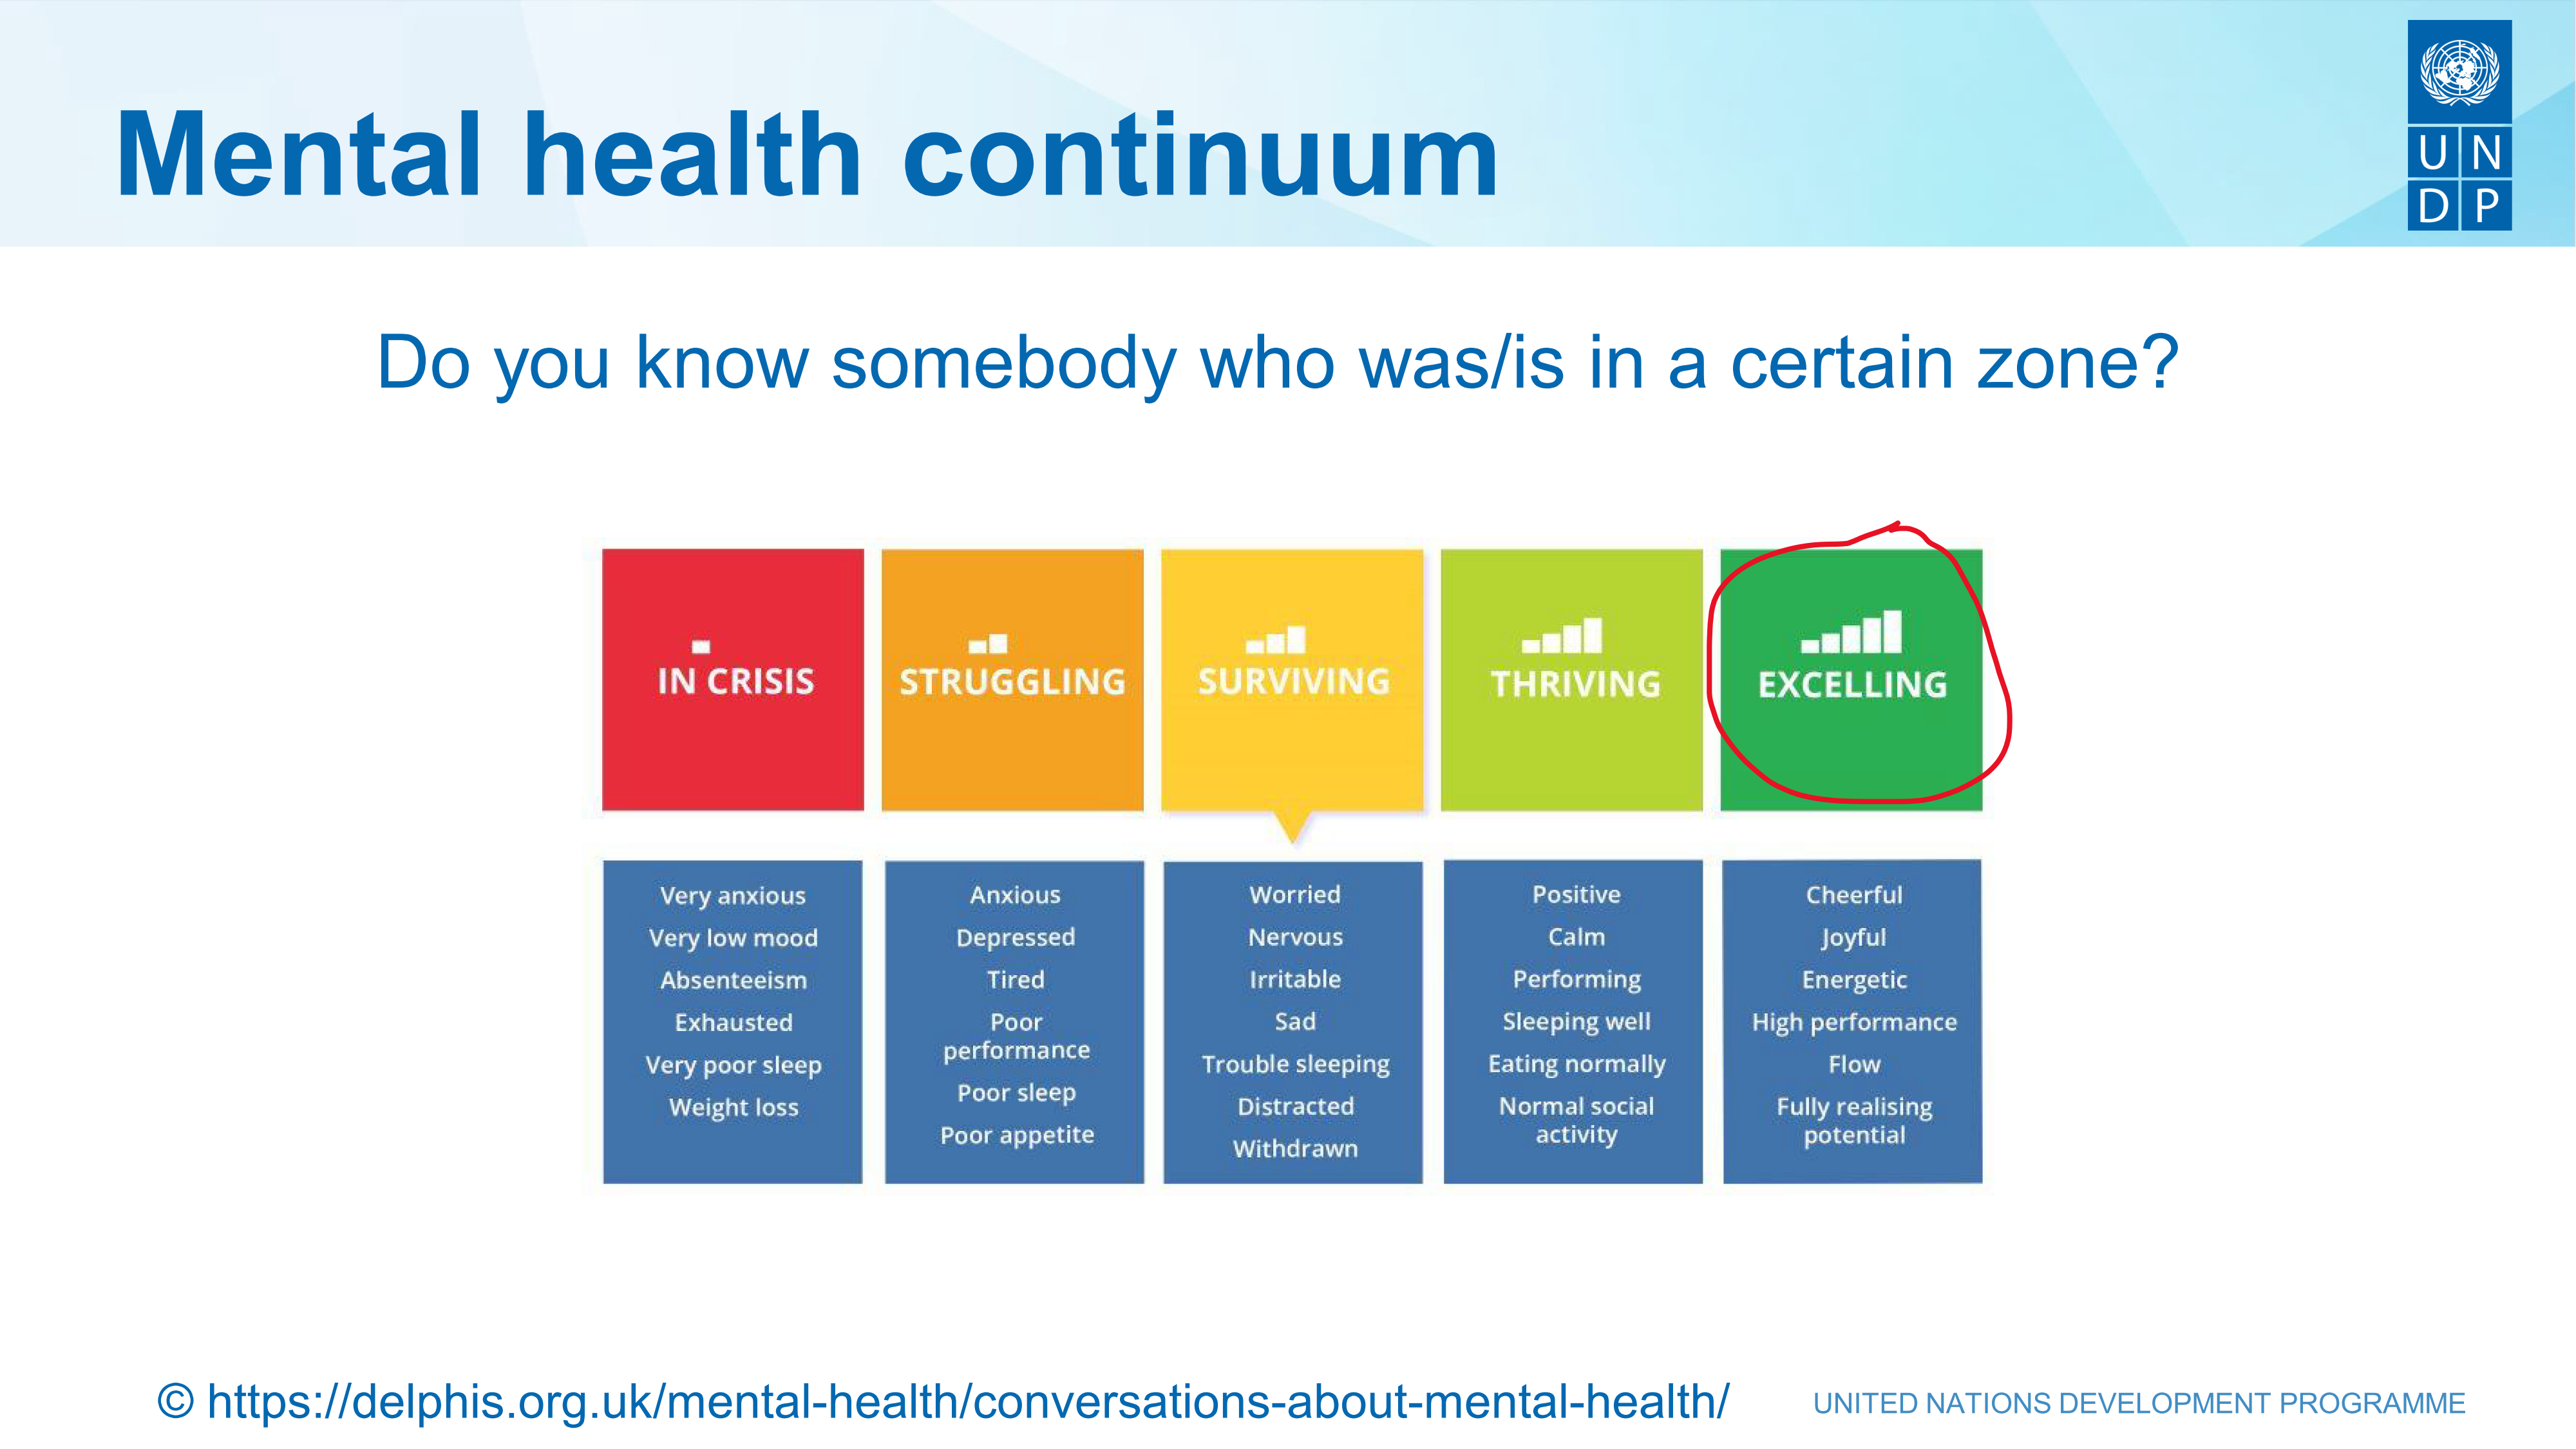 Mental health continuum
UN
DP
Do you know somebody who was/is in a certain zone?
IN CRISIS
STRUGGLING
SURVIVING
THRIVING
EXCELLING
Very anxious
Very low mood
Absenteeism
Exhausted
Very poor sleep
Weight loss
Anxious
Depressed
Tired
Poor
performance
Poor sleep
Poor appetite
Worried
Nervous
Irritable
Sad
Trouble sleeping
Distracted
Withdrawn
Positive
Calm
Performing
Sleeping well
Eating normally
Normal social
activity
Cheerful
Joyful
Energetic
High performance
Flow
Fully realising
potential
© https://delphis.org.uk/mental-health/conversations-about-mental-health/
UNITED NATIONS DEVELOPMENT PROGRAMME